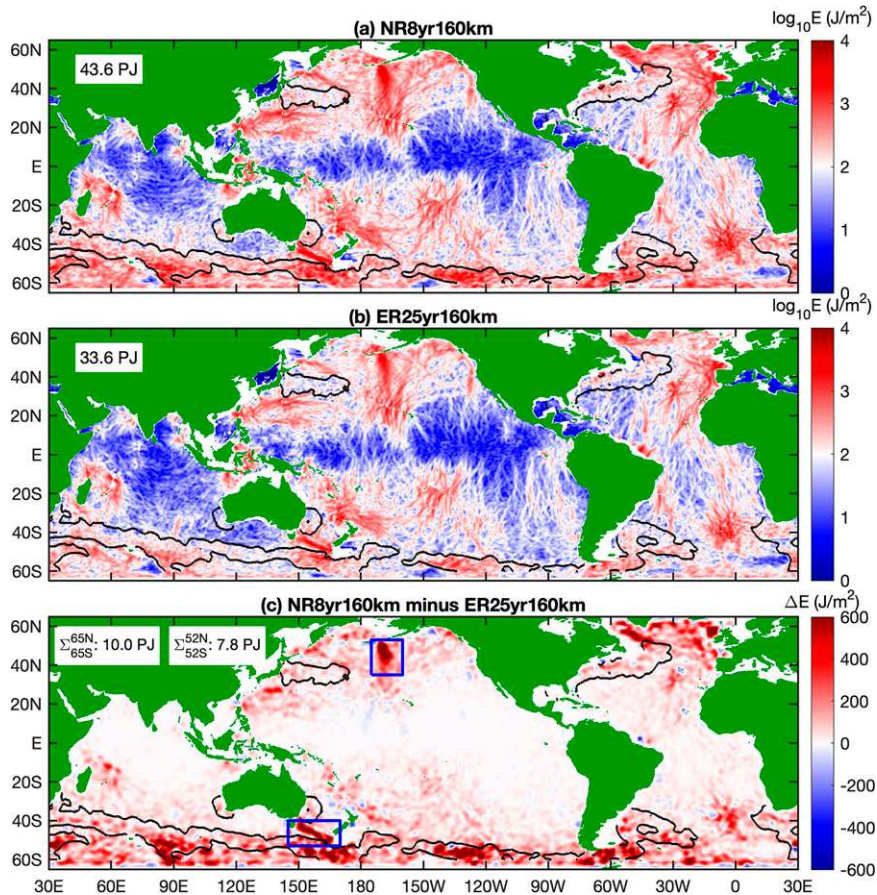 (a) NR8yr160km
log₁₀E (J/m²)
60N
40N
20N
E
20S
40S
60S
43.6 PJ
4
3
2
1
0
(b) ER25yr160km
log₁₀E (J/m²)
60N
40N
20N
E
20S
40S
60S
33.6 PJ
4
3
2
1
0
(c) NR8yr160km minus ER25yr160km
ΔE (J/m²)
60N
40N
20N
E
20S
40S
60S
Σ⁶⁵ᴺ₆₅S: 10.0 PJ
Σ⁵²ᴺ₅₂S: 7.8 PJ
600
400
200
0
-200
-400
-600
30E 60E 90E 120E 150E 180E 150W 120W 90W 60W 30W 0E 30E